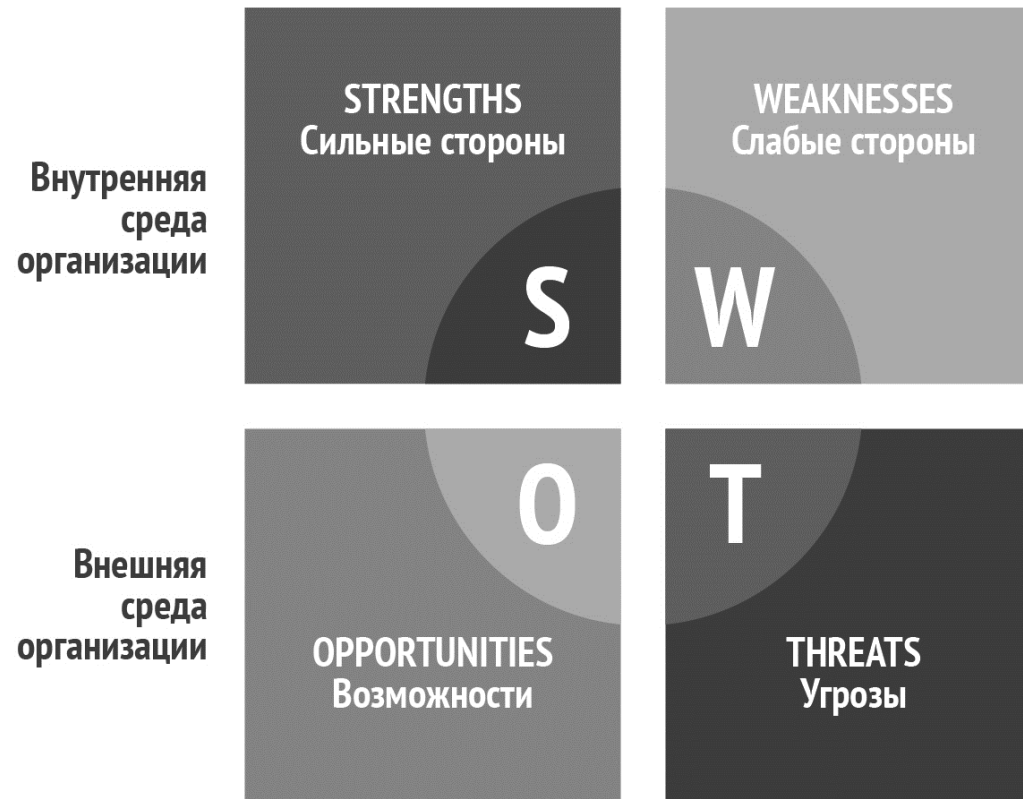 STRENGTHS
Сильные стороны
WEAKNESSES
Слабые стороны
Внутренняя
среда
организации
S
W
O
T
Внешняя
среда
организации
OPPORTUNITIES
Возможности
THREATS
Угрозы